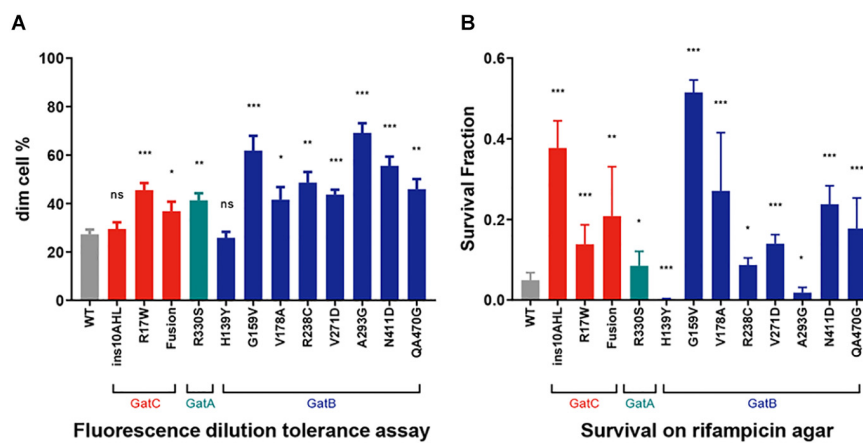 A
dim cell %
100
80
60
40
20
0
ns
***
*
**
ns
***
*
**
***
***
***
**
WT
ins10AHL
R17W
Fusion
R330S
H139Y
G159V
V178A
R238C
V271D
A293G
N411D
QA470G
GatC
GatA
GatB
Fluorescence dilution tolerance assay
B
Survival Fraction
0.6
0.4
0.2
0.0
***
***
**
*
***
***
***
*
***
*
***
***
WT
ins10AHL
R17W
Fusion
R330S
H139Y
G159V
V178A
R238C
V271D
A293G
N411D
QA470G
GatC
GatA
GatB
Survival on rifampicin agar